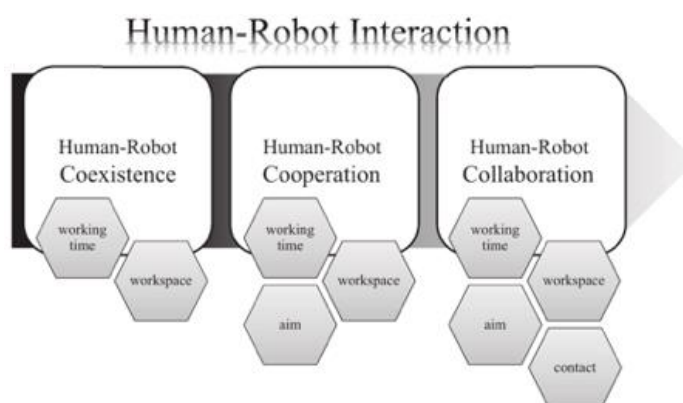 Human-Robot Interaction
Human-Robot
Coexistence
working
time
workspace
Human-Robot
Cooperation
working
time
workspace
aim
Human-Robot
Collaboration
working
time
workspace
aim
contact